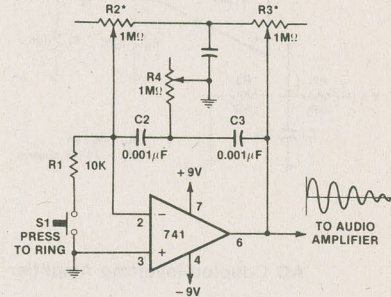 R2*
R3*
1MΩ
1MΩ
R4
1MΩ
C2
C3
0.001μF
0.001μF
R1
10K
+9V
S1
PRESS
TO RING
2
3
−
+
741
7
6
4
−9V
TO AUDIO
AMPLIFIER